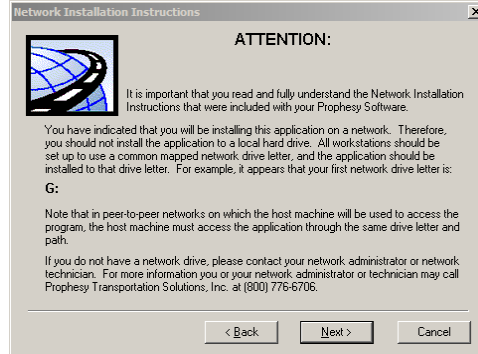 Network Installation Instructions
ATTENTION:
It is important that you read and fully understand the Network Installation
Instructions that were included with your Prophesy Software.
You have indicated that you will be installing this application on a network. Therefore,
you should not install the application to a local hard drive. All workstations should be
set up to use a common mapped network drive letter, and the application should be
installed to that drive letter. For example, it appears that your first network drive letter is:
G:
Note that in peer-to-peer networks on which the host machine will be used to access the
program, the host machine must access the application through the same drive letter and
path.
If you do not have a network drive, please contact your network administrator or network
technician. For more information you or your network administrator or technician may call
Prophesy Transportation Solutions, Inc. at (800) 776-6706.
< Back Next > Cancel